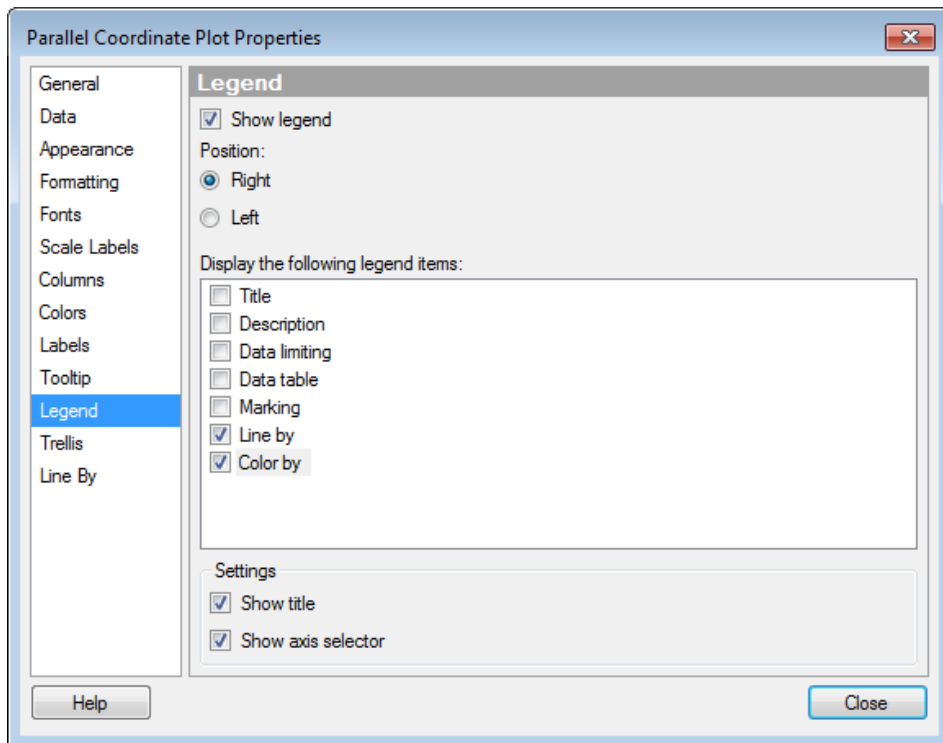 Parallel Coordinate Plot Properties
General
Data
Appearance
Formatting
Fonts
Scale Labels
Columns
Colors
Labels
Tooltip
Legend
Trellis
Line By
Legend
Show legend
Position:
Right
Left
Display the following legend items:
Title
Description
Data limiting
Data table
Marking
Line by
Color by
Settings
Show title
Show axis selector
Help
Close